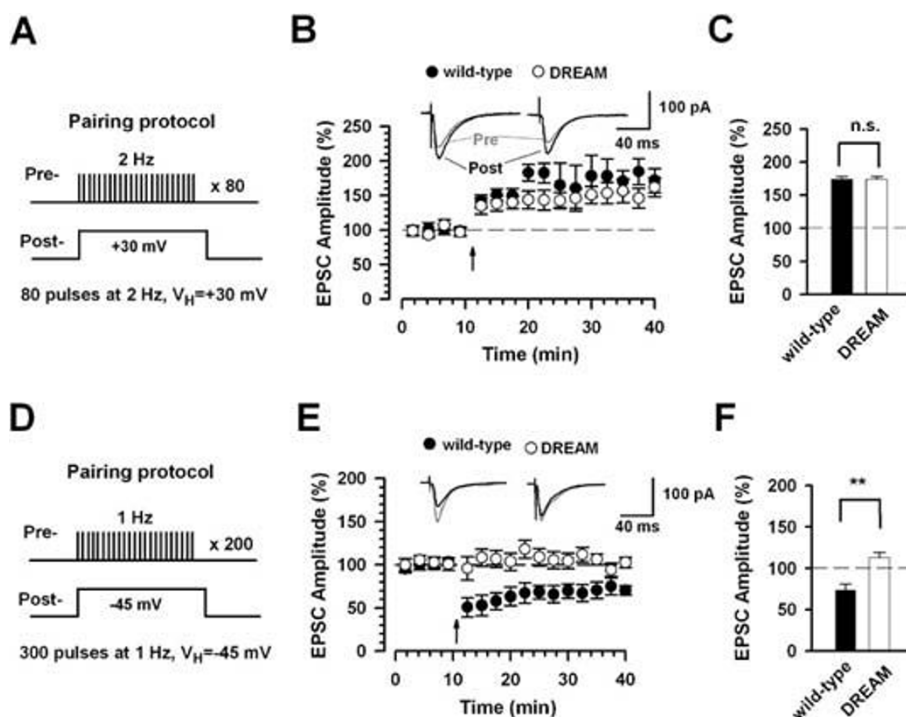 A
Pairing protocol
2 Hz
Pre-
x 80
Post-
+30 mV
80 pulses at 2 Hz, VH=+30 mV
B
wild-type
DREAM
100 pA
40 ms
Pre
Post
EPSC Amplitude (%)
250
200
150
100
50
0
0
10
20
30
40
Time (min)
C
n.s.
EPSC Amplitude (%)
250
200
150
100
50
0
wild-type
DREAM
D
Pairing protocol
1 Hz
Pre-
x 200
Post-
-45 mV
300 pulses at 1 Hz, VH=-45 mV
E
wild-type
DREAM
100 pA
40 ms
EPSC Amplitude (%)
200
150
100
50
0
0
10
20
30
40
Time (min)
F
**
EPSC Amplitude (%)
200
150
100
50
0
wild-type
DREAM